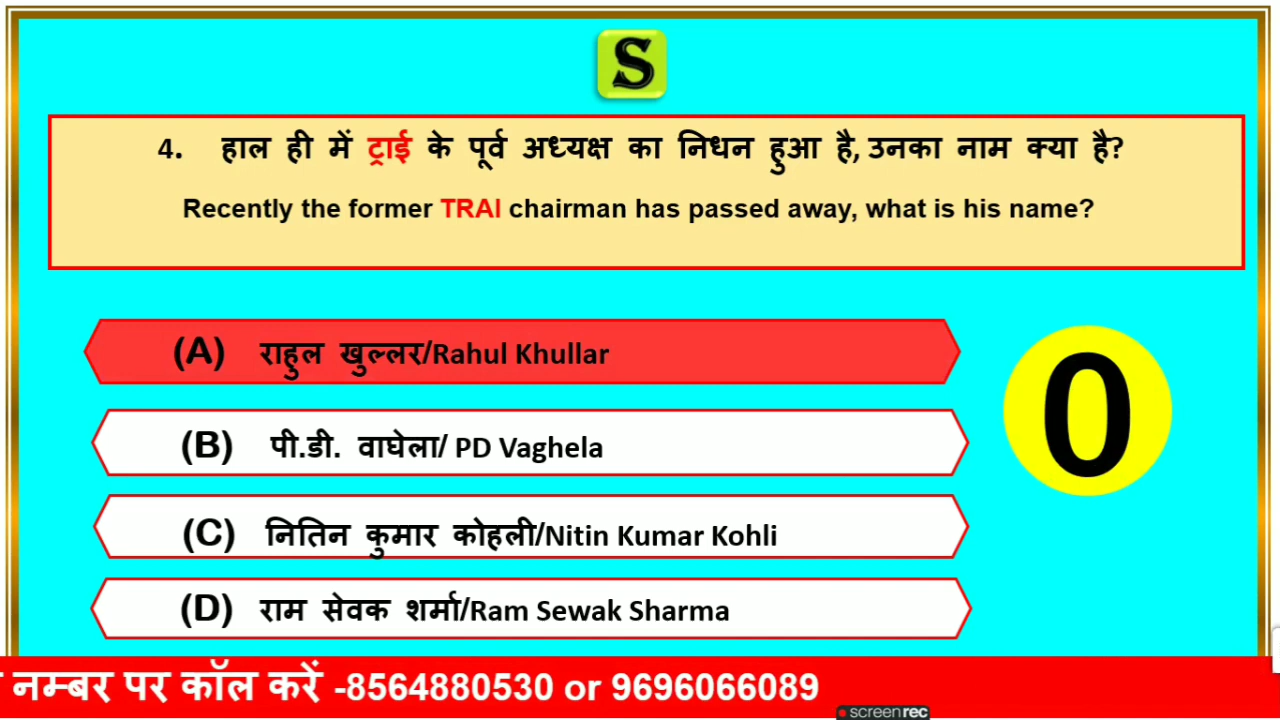 S
4. हाल ही में ट्राई के पूर्व अध्यक्ष का निधन हुआ है, उनका नाम क्या है?
Recently the former TRAI chairman has passed away, what is his name?
(A) राहुल खुल्लर/Rahul Khullar
0
(B) पी.डी. वाघेला/ PD Vaghela
(C) नितिन कुमार कोहली/Nitin Kumar Kohli
(D) राम सेवक शर्मा/Ram Sewak Sharma
नम्बर पर कॉल करें -8564880530 or 9696066089
screenrec